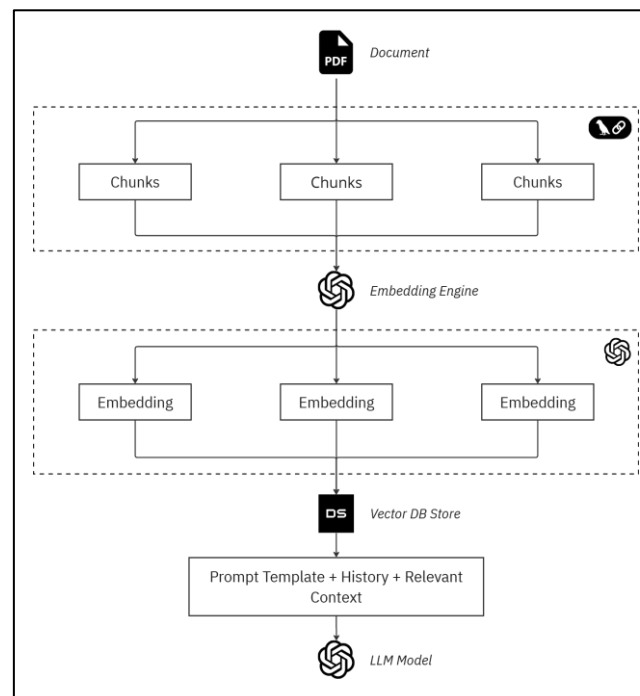 PDF
Document
Chunks
Chunks
Chunks
Embedding Engine
Embedding
Embedding
Embedding
DS
Vector DB Store
Prompt Template + History + Relevant
Context
LLM Model